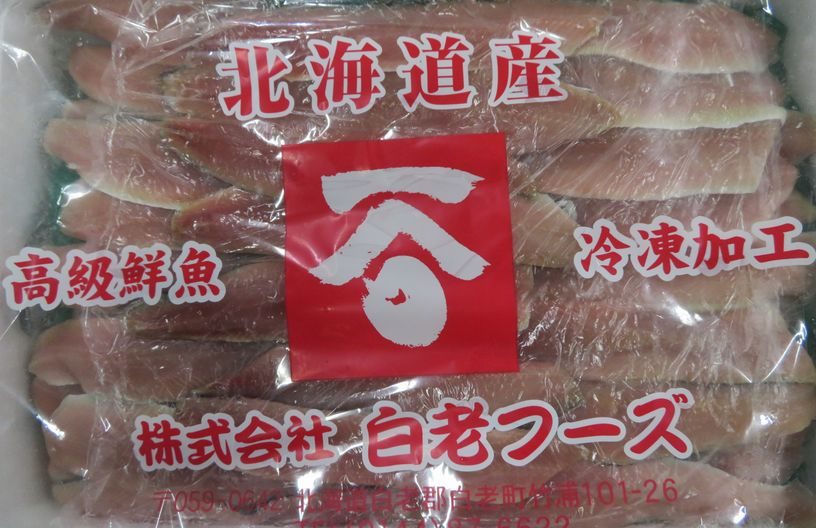 北海道産
高級鮮魚
冷凍加工
株式会社 白老フーズ
〒059-0642 北海道白老郡白老町竹浦101-26